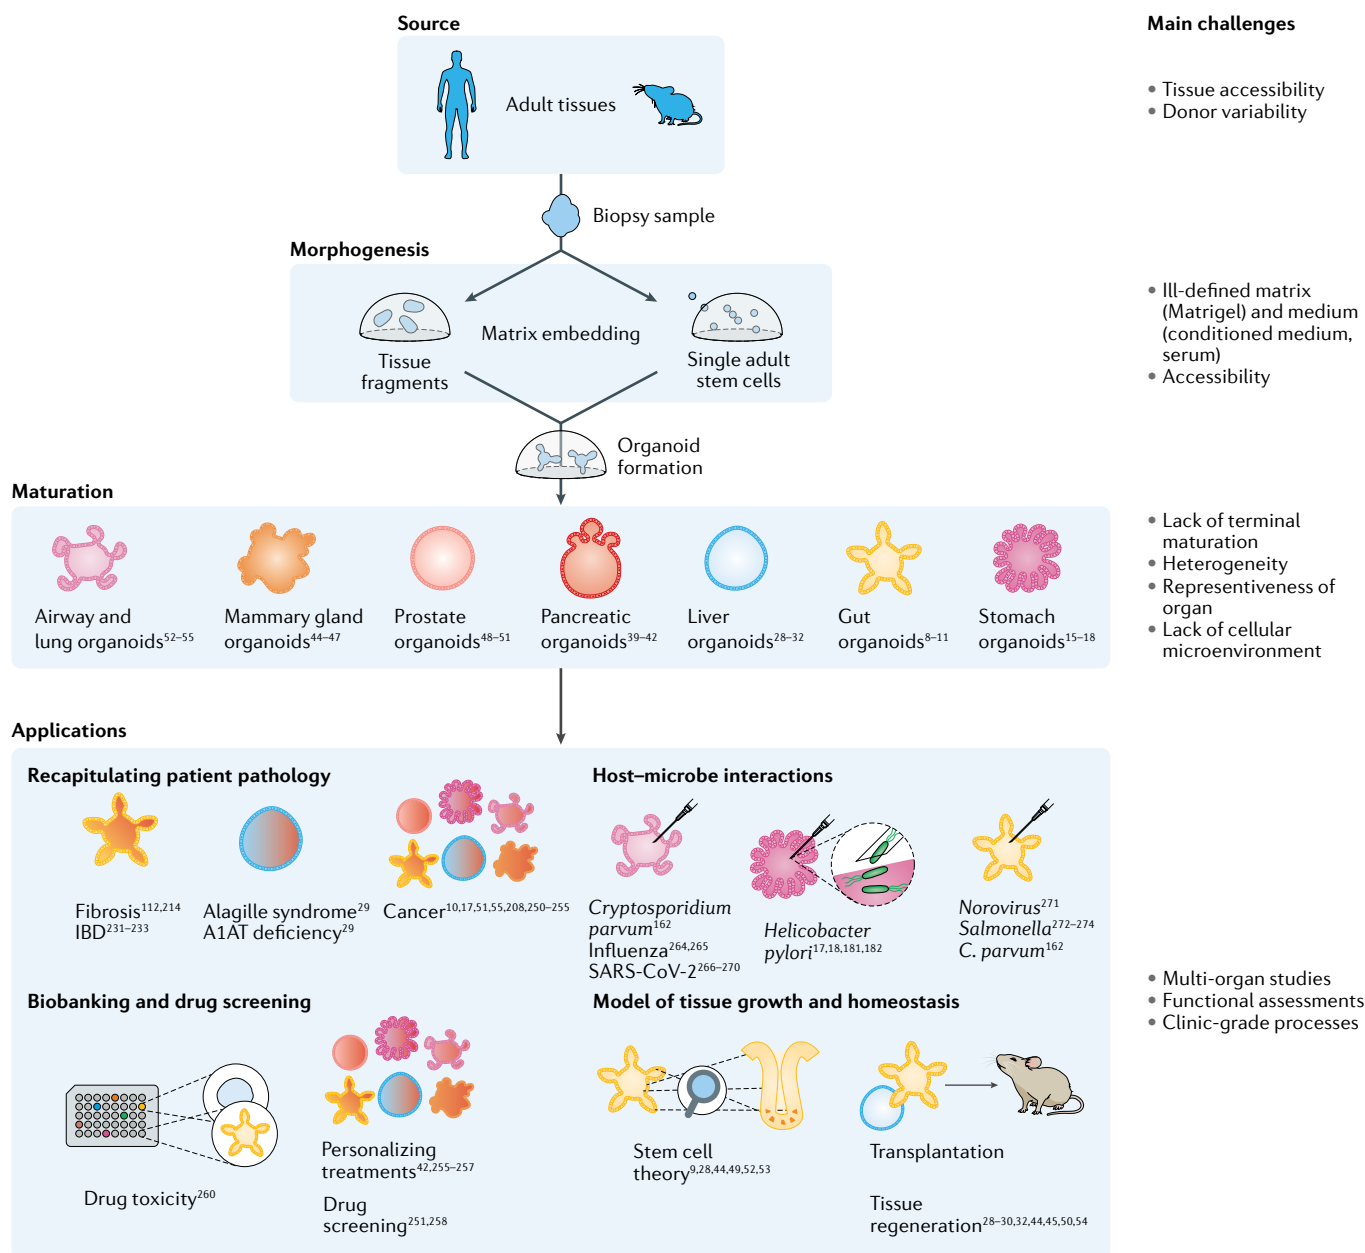 Source
Main challenges
Adult tissues
• Tissue accessibility
• Donor variability
Biopsy sample
Morphogenesis
Matrix embedding
Tissue
fragments
Single adult
stem cells
• Ill-defined matrix
(Matrigel) and medium
(conditioned medium,
serum)
• Accessibility
Organoid
formation
Maturation
Airway and
lung organoids52–55
Mammary gland
organoids44–47
Prostate
organoids48–51
Pancreatic
organoids39–42
Liver
organoids28–32
Gut
organoids8–11
Stomach
organoids15–18
• Lack of terminal
maturation
• Heterogeneity
• Representiveness of
organ
• Lack of cellular
microenvironment
Applications
Recapitulating patient pathology
Fibrosis112,214
IBD231–233
Alagille syndrome29
A1AT deficiency29
Cancer10,17,51,55,208,250–255
Host–microbe interactions
Cryptosporidium
parvum162
Influenza264,265
SARS-CoV-2266–270
Helicobacter
pylori17,18,181,182
Norovirus271
Salmonella272–274
C. parvum162
Biobanking and drug screening
Drug toxicity260
Personalizing
treatments42,255–257
Drug
screening251,258
Model of tissue growth and homeostasis
Stem cell
theory9,28,44,49,52,53
Transplantation
Tissue
regeneration28–30,32,44,45,50,54
• Multi-organ studies
• Functional assessments
• Clinic-grade processes